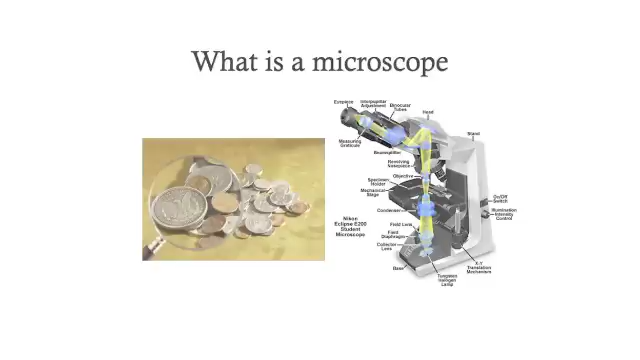 What is a microscope
Eyepiece
Interpupillar
Adjustment
Binocular
Tubes
Head
Stand
Measuring
Graticule
Beamsplitter
Revolving
Nosepiece
Objective
Specimen
Holder
Mechanical
Stage
Condenser
On/Off
Switch
Illumination
Intensity
Control
Nikon
Eclipse E200
Student
Microscope
Field Lens
Field
Diaphragm
Collector
Lens
Base
Tungsten
Halogen
Lamp
X-Y
Translation
Mechanism